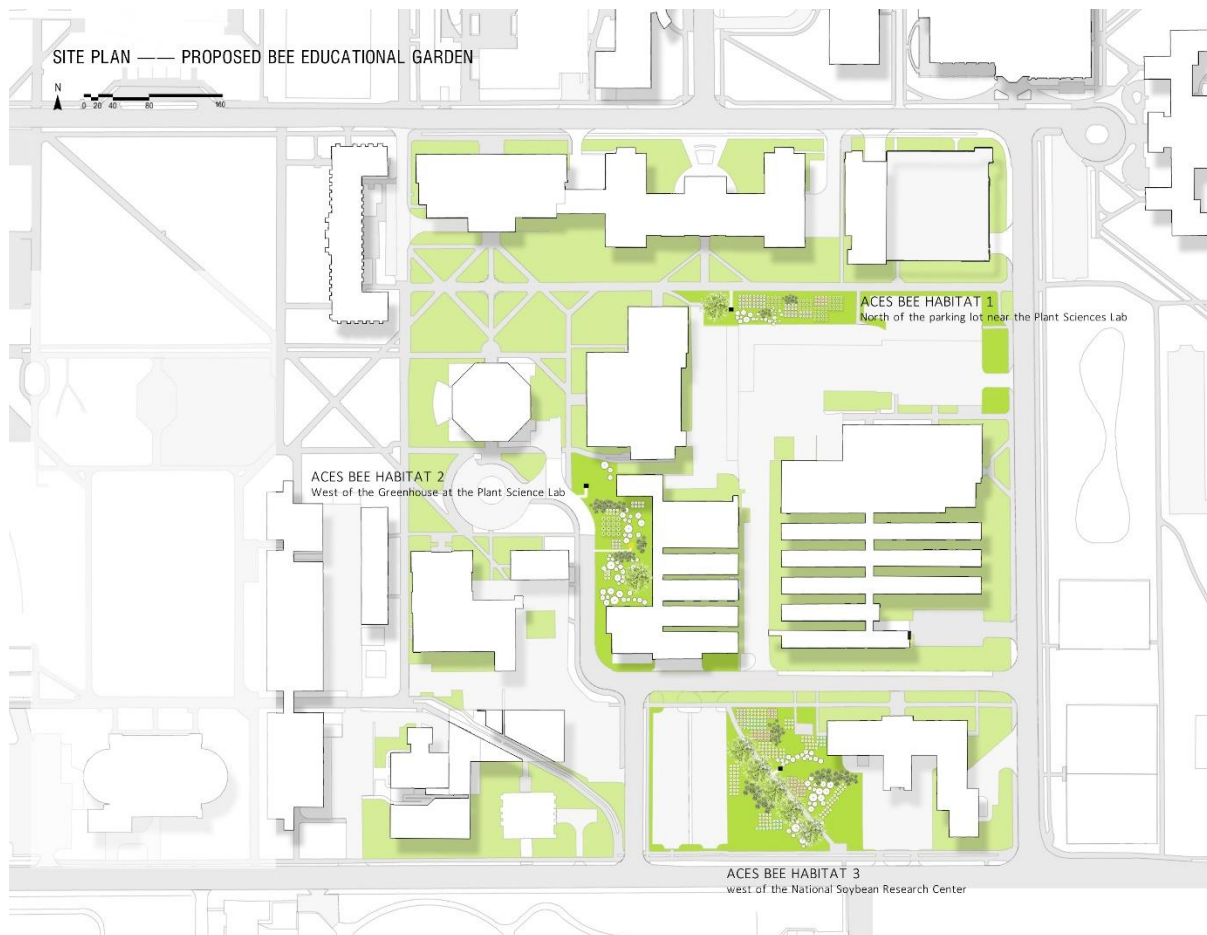 SITE PLAN —— PROPOSED BEE EDUCATIONAL GARDEN
N
0 20 40 80 160
ACES BEE HABITAT 1
North of the parking lot near the Plant Sciences Lab
ACES BEE HABITAT 2
West of the Greenhouse at the Plant Science Lab
ACES BEE HABITAT 3
west of the National Soybean Research Center